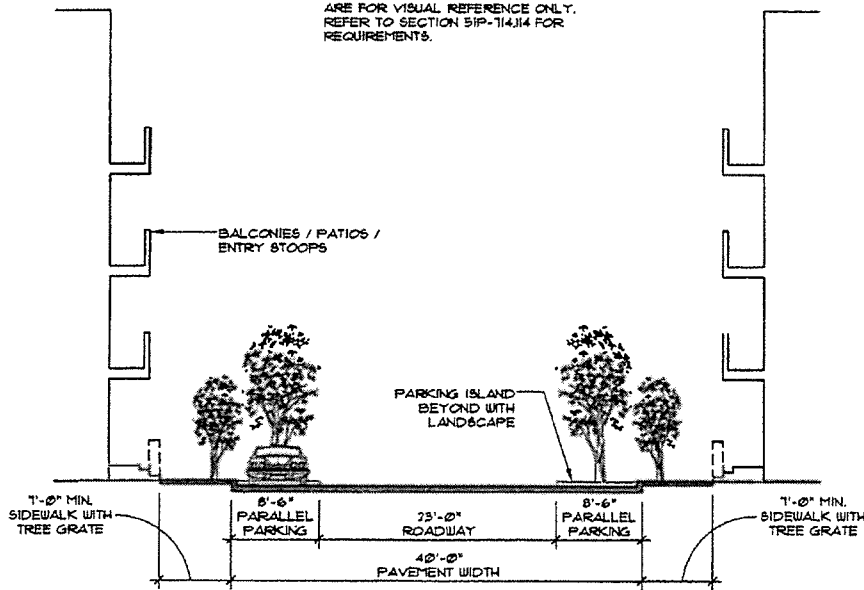 ARE FOR VISUAL REFERENCE ONLY.
REFER TO SECTION 51P-714.114 FOR
REQUIREMENTS.
BALCONIES / PATIOS /
ENTRY STOOPS
PARKING ISLAND
BEYOND WITH
LANDSCAPE
7'-0" MIN.
SIDEWALK WITH
TREE GRATE
8'-6"
PARALLEL
PARKING
23'-0"
ROADWAY
8'-6"
PARALLEL
PARKING
7'-0" MIN.
SIDEWALK WITH
TREE GRATE
40'-0"
PAVEMENT WIDTH